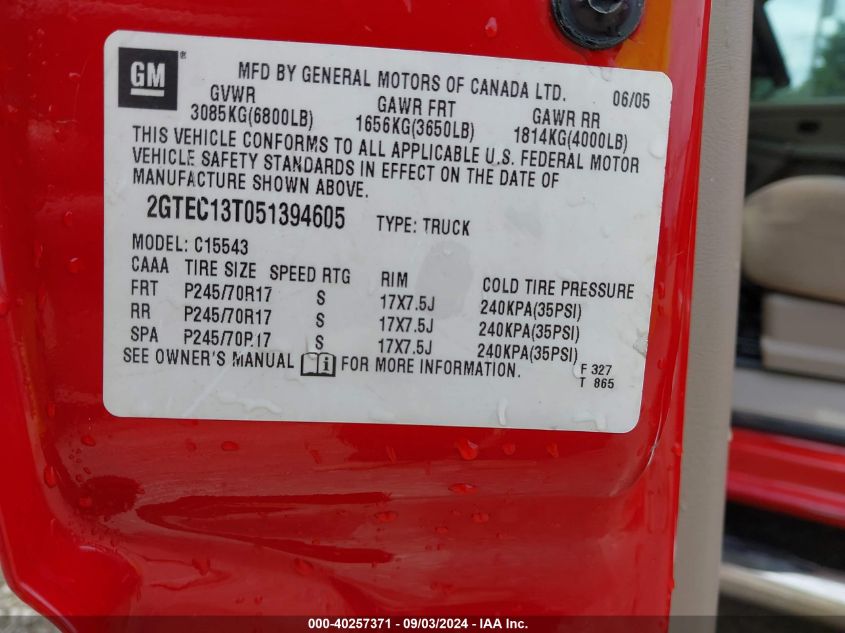 GM ®
MFD BY GENERAL MOTORS OF CANADA LTD. 06/05
GVWR GAWR FRT GAWR RR
3085KG(6800LB) 1656KG(3650LB) 1814KG(4000LB)
THIS VEHICLE CONFORMS TO ALL APPLICABLE U.S. FEDERAL MOTOR
VEHICLE SAFETY STANDARDS IN EFFECT ON THE DATE OF
MANUFACTURE SHOWN ABOVE.
2GTEC13T051394605 TYPE: TRUCK
MODEL: C15543
CAAA TIRE SIZE SPEED RTG RIM COLD TIRE PRESSURE
FRT P245/70R17 S 17X7.5J 240KPA(35PSI)
RR P245/70R17 S 17X7.5J 240KPA(35PSI)
SPA P245/70R17 S 17X7.5J 240KPA(35PSI)
SEE OWNER'S MANUAL i FOR MORE INFORMATION.
F 327
T 865
000-40257371 - 09/03/2024 - IAA Inc.